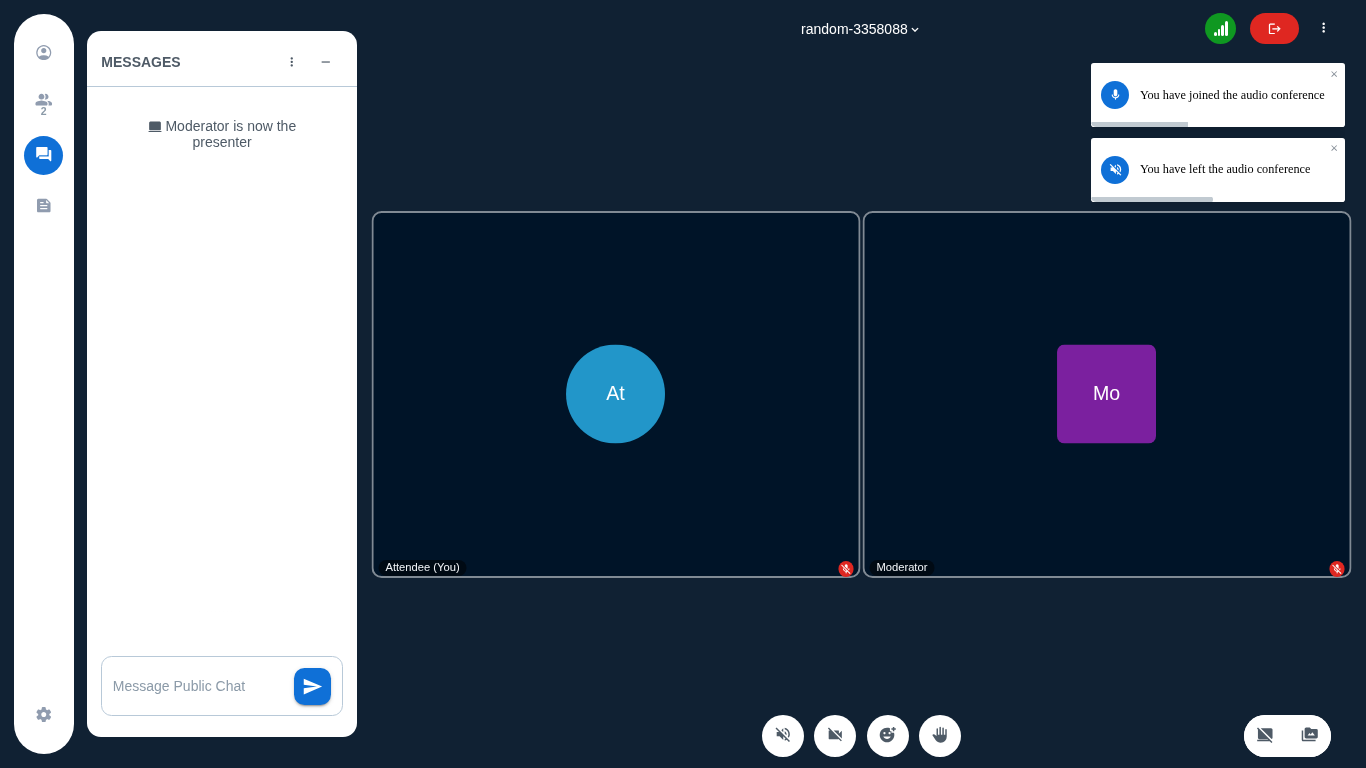 random-3358088
MESSAGES
2
Moderator is now the
presenter
You have joined the audio conference
You have left the audio conference
At
Mo
Attendee (You)
Moderator
Message Public Chat